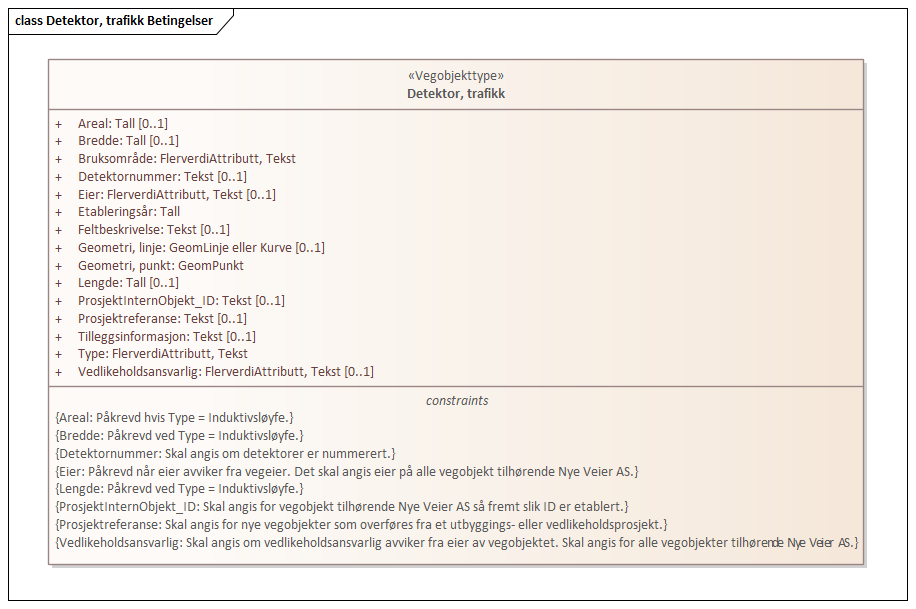 class Detektor, trafikk Betingelser
«Vegobjekttype»
Detektor, trafikk
+ Areal: Tall [0..1]
+ Bredde: Tall [0..1]
+ Bruksområde: FlerverdiAttributt, Tekst
+ Detektornummer: Tekst [0..1]
+ Eier: FlerverdiAttributt, Tekst [0..1]
+ Etableringsår: Tall
+ Feltbeskrivelse: Tekst [0..1]
+ Geometri, linje: GeomLinje eller Kurve [0..1]
+ Geometri, punkt: GeomPunkt
+ Lengde: Tall [0..1]
+ ProsjektInternObjekt_ID: Tekst [0..1]
+ Prosjektreferanse: Tekst [0..1]
+ Tilleggsinformasjon: Tekst [0..1]
+ Type: FlerverdiAttributt, Tekst
+ Vedlikeholdsansvarlig: FlerverdiAttributt, Tekst [0..1]
constraints
{Areal: Påkrevd hvis Type = Induktivsløyfe.}
{Bredde: Påkrevd ved Type = Induktivsløyfe.}
{Detektornummer: Skal angis om detektorer er nummerert.}
{Eier: Påkrevd når eier avviker fra vegeier. Det skal angis eier på alle vegobjekt tilhørende Nye Veier AS.}
{Lengde: Påkrevd ved Type = Induktivsløyfe.}
{ProsjektInternObjekt_ID: Skal angis for vegobjekt tilhørende Nye Veier AS så fremt slik ID er etablert.}
{Prosjektreferanse: Skal angis for nye vegobjekter som overføres fra et utbyggings- eller vedlikeholdsprosjekt.}
{Vedlikeholdsansvarlig: Skal angis om vedlikeholdsansvarlig avviker fra eier av vegobjektet. Skal angis for alle vegobjekter tilhørende Nye Veier AS.}